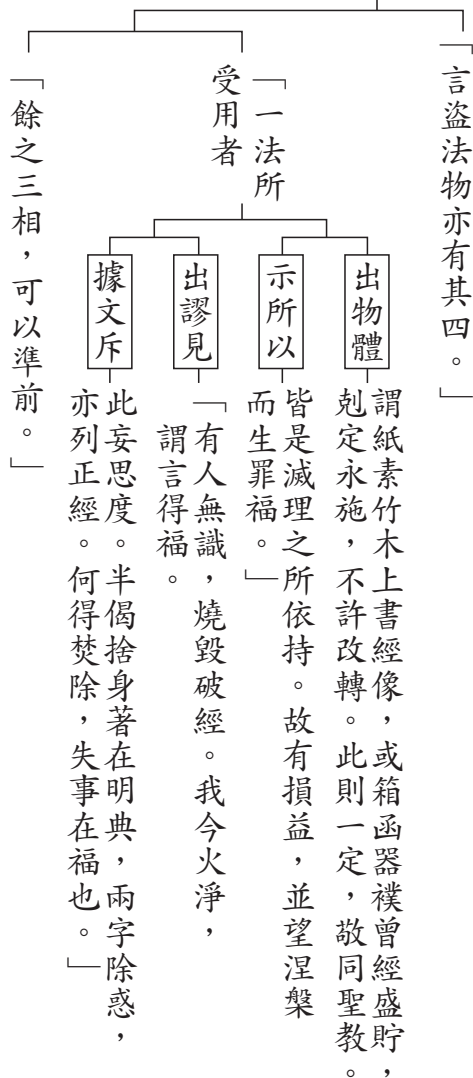 「言盜法物亦有其四。」
「一法所
受用者
出物體
謂紙素竹木上書經像,或箱函器襆曾經盛貯,
剋定永施,不許改轉。此則一定,敬同聖教。
示所以
皆是滅理之所依持。故有損益,並望涅槃
而生罪福。」
出謬見
「有人無識,燒毀破經。我今火淨,
謂言得福。
據文斥
此妄思度。半偈捨身著在明典,兩字除惑,
亦列正經。何得焚除,失事在福也。」
「餘之三相,可以準前。」